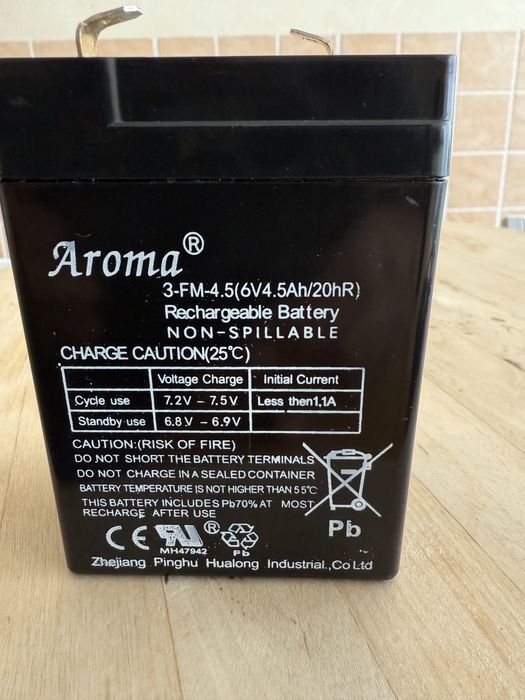 Aroma®
3-FM-4.5(6V4.5Ah/20hR)
Rechargeable Battery
NON-SPILLABLE
CHARGE CAUTION(25℃)
Voltage Charge Initial Current
Cycle use 7.2V – 7.5V Less then1.1A
Standby use 6.8V – 6.9V
CAUTION:(RISK OF FIRE)
DO NOT SHORT THE BATTERY TERMINALS
DO NOT CHARGE IN A SEALED CONTAINER
BATTERY TEMPERATURE IS NOT HIGHER THAN 55℃
THIS BATTERY INCLUDES Pb70% AT MOST
RECHARGE AFTER USE
Pb
CE RU® Pb
MH47942
Zhejiang Pinghu Hualong Industrial.,Co Ltd